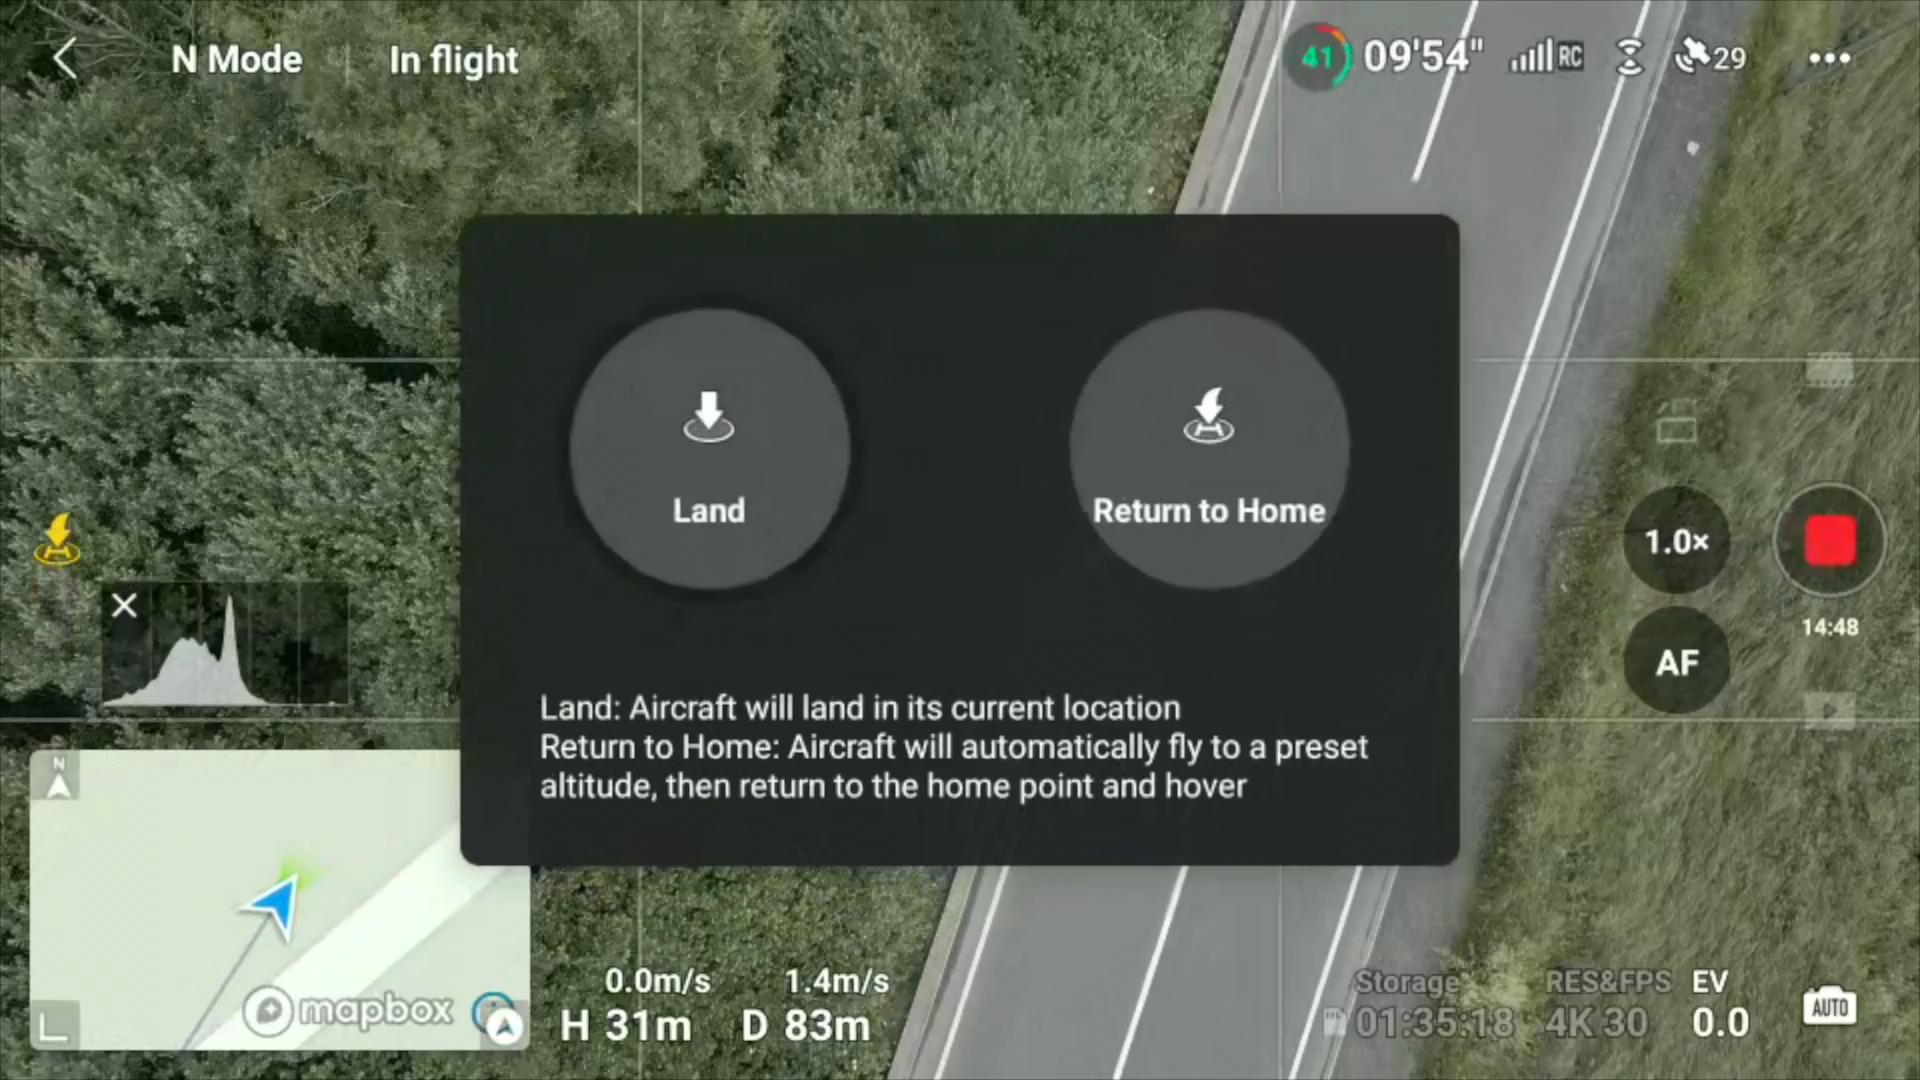 N Mode
In flight
41
09'54"
RC
29
Land
Return to Home
1.0×
14:48
AF
Land: Aircraft will land in its current location
Return to Home: Aircraft will automatically fly to a preset
altitude, then return to the home point and hover
N
mapbox
0.0m/s
1.4m/s
H 31m
D 83m
Storage
01:35:18
RES&FPS
4K 30
EV
0.0
AUTO